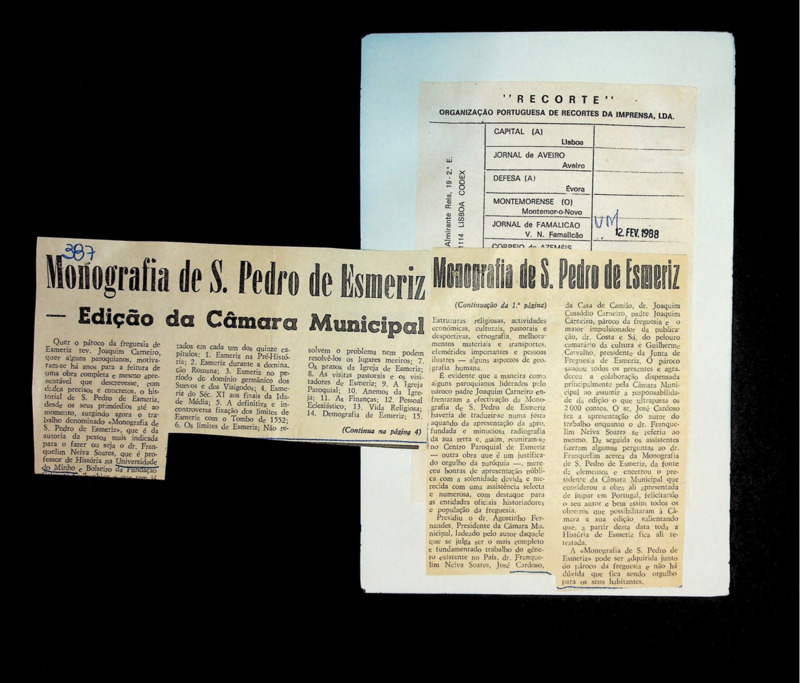 "RECORTE"
ORGANIZAÇÃO PORTUGUESA DE RECORTES DA IMPRENSA, LDA.
Almirante Reis, 19-2.º E.
1114 LISBOA CODEX
CAPITAL (A)
Lisboa
JORNAL de AVEIRO
Aveiro
DEFESA (A)
Évora
MONTEMORENSE (O)
Montemor-o-Novo
JORNAL de FAMALICÃO
V. N. Famalicão
CORREIO de AZEMÉIS
VM
12. FEV. 1988
387
Monografia de S. Pedro de Esmeriz
— Edição da Câmara Municipal
Quer o pároco da freguesia de
Esmeriz rev. Joaquim Carneiro,
quer alguns paroquianos, motiva-
ram-se há anos para a feitura de
uma obra completa e mesmo apre-
sentável que descrevesse, com
dados precisos e concretos, o his-
torial de S. Pedro de Esmeriz,
desde os seus primórdios até ao
momento, surgindo agora o tra-
balho denominado «Monografia de
S. Pedro de Esmeriz», que é da
autoria da pessoa mais indicada
para o fazer ou seja o dr. Fran-
quelim Neiva Soares, que é pro-
fessor de História na Universidade
do Minho e Bolseiro da Fundação
tados em cada um dos quinze ca-
pítulos: 1. Esmeriz na Pré-Histó-
ria; 2. Esmeriz durante a domina.
ção Romana; 3. Esmeriz no pe-
ríodo do domínio germânico dos
Suevos e dos Visigodos; 4. Esme-
riz do Séc. XI aos finais da Ida-
de Média; 5. A definitiva e in-
controversa fixação dos limites de
Esmeriz com o Tombo de 1552;
6. Os limites de Esmeriz; Não re-
solvem o problema nem podem
resolvê-los os lugares meeiros; 7.
Os prazos da Igreja de Esmeriz;
8. As visitas pastorais e os visi-
tadores de Esmeriz; 9. A Igreja
Paroquial; 10. Anemos da Igre-
ja; 11. As Finanças; 12. Pessoal
Eclesiástico; 13. Vida Religiosa;
14. Demografia de Esmeriz; 15.
(Continua na página 4)
Monografia de S. Pedro de Esmeriz
(Continuação da 1.ª página)
Estruturas religiosas, actividades
económicas, culturais, pastorais e
desportivas, etnografia, melhora-
mentos materiais e transportes,
efemérides importantes e pessoas
ilustres — alguns aspectos de geo-
grafia humana.
É evidente que a maneira como
alguns paroquianos liderados pelo
pároco padre Joaquim Carneiro en-
frentaram a efectivação da Mono-
grafia de S. Pedro de Esmeriz
haveria de traduzir-se numa festa
aquando da apresentação da apro-
fundada e minuciosa radiografia
da sua terra e, assim, reuniram-se
no Centro Paroquial de Esmeriz
— outra obra que é um justifica-
do orgulho da paróquia —, mere-
ceu honras de apresentação públi-
ca com a solenidade devida e me-
recida com uma assistência selecta
e numerosa, com destaque para
as entidades oficiais historiadores
e população da freguesia.
Presidiu o dr. Agostinho Fer-
nandes, Presidente da Câmara Mu-
nicipal, ladeado pelo autor daquele
que se julga ser o mais completo
e fundamentado trabalho do géne-
ro existente no País, dr. Franque-
lim Neiva Soares, José Cardoso,
da Casa de Camilo, dr. Joaquim
Custódio Carneiro, padre Joaquim
Carneiro, pároco da freguesia e o
maior impulsionador da publica-
ção, dr. Costa e Sá, do pelouro
camarário da cultura e Guilherme
Carvalho, presidente da Junta de
Freguesia de Esmeriz. O pároco
saudou todos os presentes e agra-
deceu a colaboração dispensada
principalmente pela Câmara Muni-
cipal ao assumir a responsabilida-
de da edição e que ultrapassa os
2 000 contos. O sr. José Cardoso
fez a apresentação do autor do
trabalho enquanto o dr. Franque-
lim Neiva Soares se referiu ao
mesmo. De seguida os assistentes
fizeram algumas perguntas ao dr.
Franquelim acerca da Monografia
de S. Pedro de Esmeriz, da fonte
de elementos e encerrou o pre-
sidente da Câmara Municipal que
considerou a obra ali apresentada
de ímpar em Portugal, felicitando
o seu autor e bem assim todos os
obreiros que possibilitaram à Câ-
mara a sua edição salientando
que, a partir desta data toda a
História de Esmeriz fica ali re-
tratada.
A «Monografia de S. Pedro de
Esmeriz» pode ser adquirida junto
do pároco da freguesia e não há
dúvida que fica sendo orgulho
para os seus habitantes.